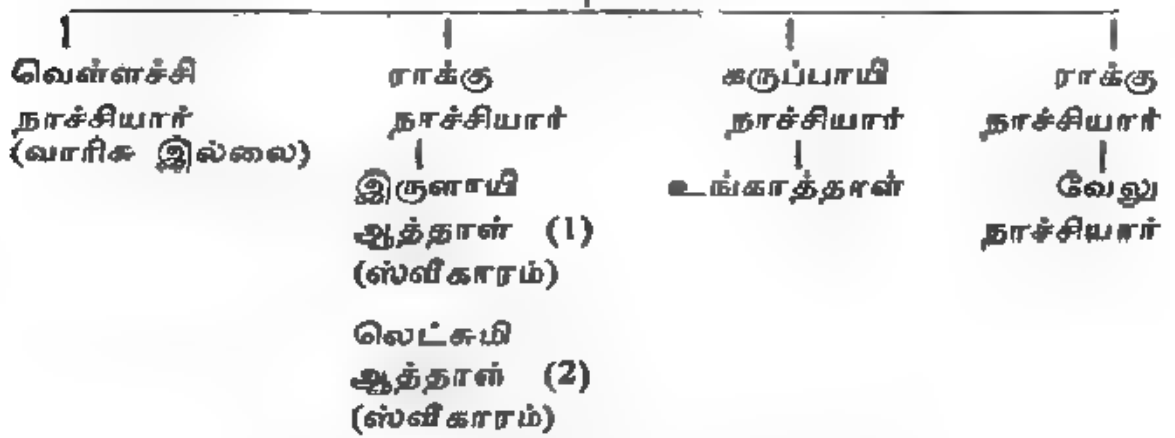 வெள்ளச்சி ராக்கு கருப்பாயி ராக்கு
நாச்சியார் நாச்சியார் நாச்சியார் நாச்சியார்
(வாரிசு இல்லை)
இருளாயி உங்காத்தாள் வேலு
ஆத்தாள் (1) நாச்சியார்
(ஸ்வீகாரம்)
லெட்சுமி
ஆத்தாள் (2)
(ஸ்வீகாரம்)